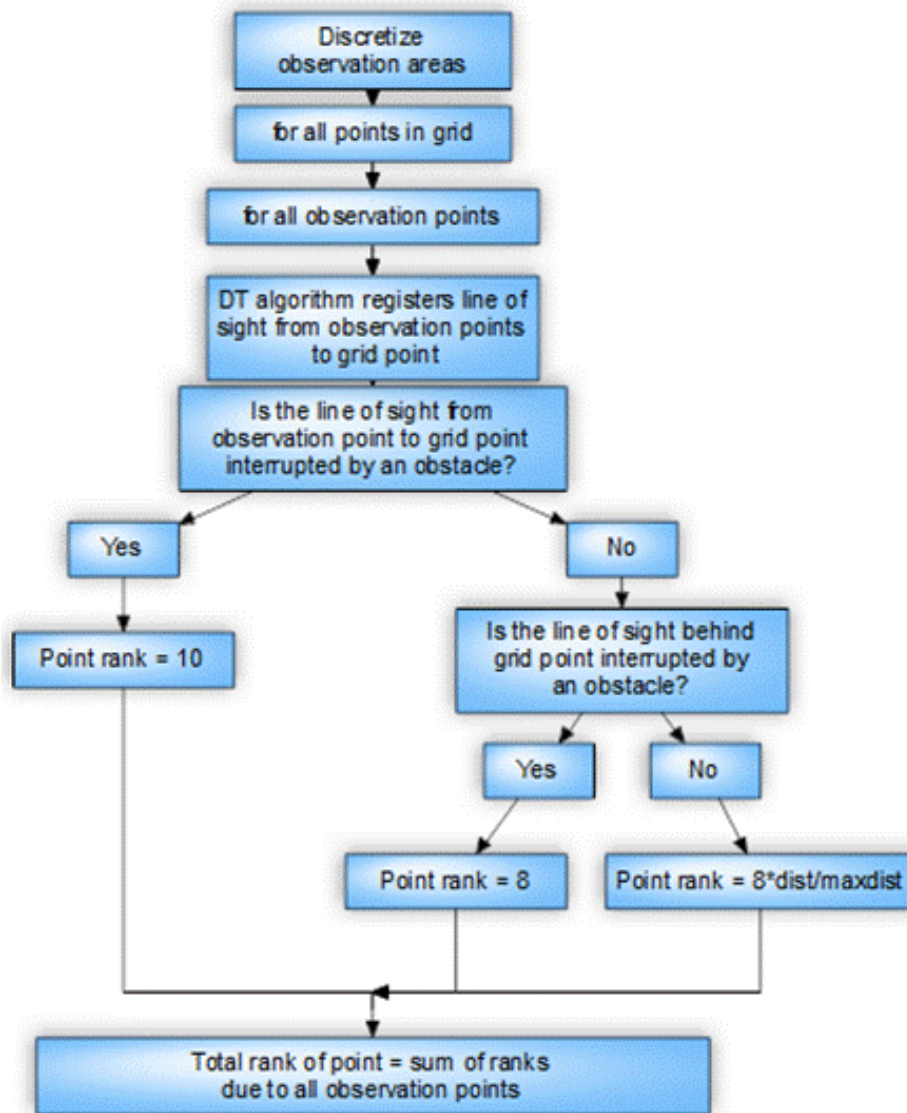 Discretize
observation areas
for all points in grid
for all observation points
DT algorithm registers line of
sight from observation points
to grid point
Is the line of sight from
observation point to grid point
interrupted by an obstacle?
Yes
No
Point rank = 10
Is the line of sight behind
grid point interrupted by
an obstacle?
Yes
No
Point rank = 8
Point rank = 8*dist/maxdist
Total rank of point = sum of ranks
due to all observation points